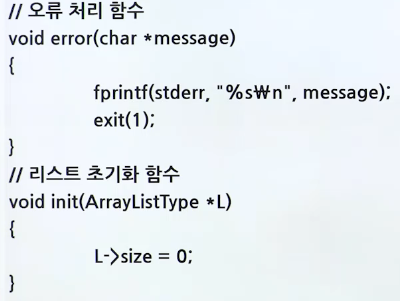 // 오류 처리 함수
void error(char *message)
{
fprintf(stderr, "%s₩n", message);
exit(1);
}
// 리스트 초기화 함수
void init(ArrayListType *L)
{
L->size = 0;
}